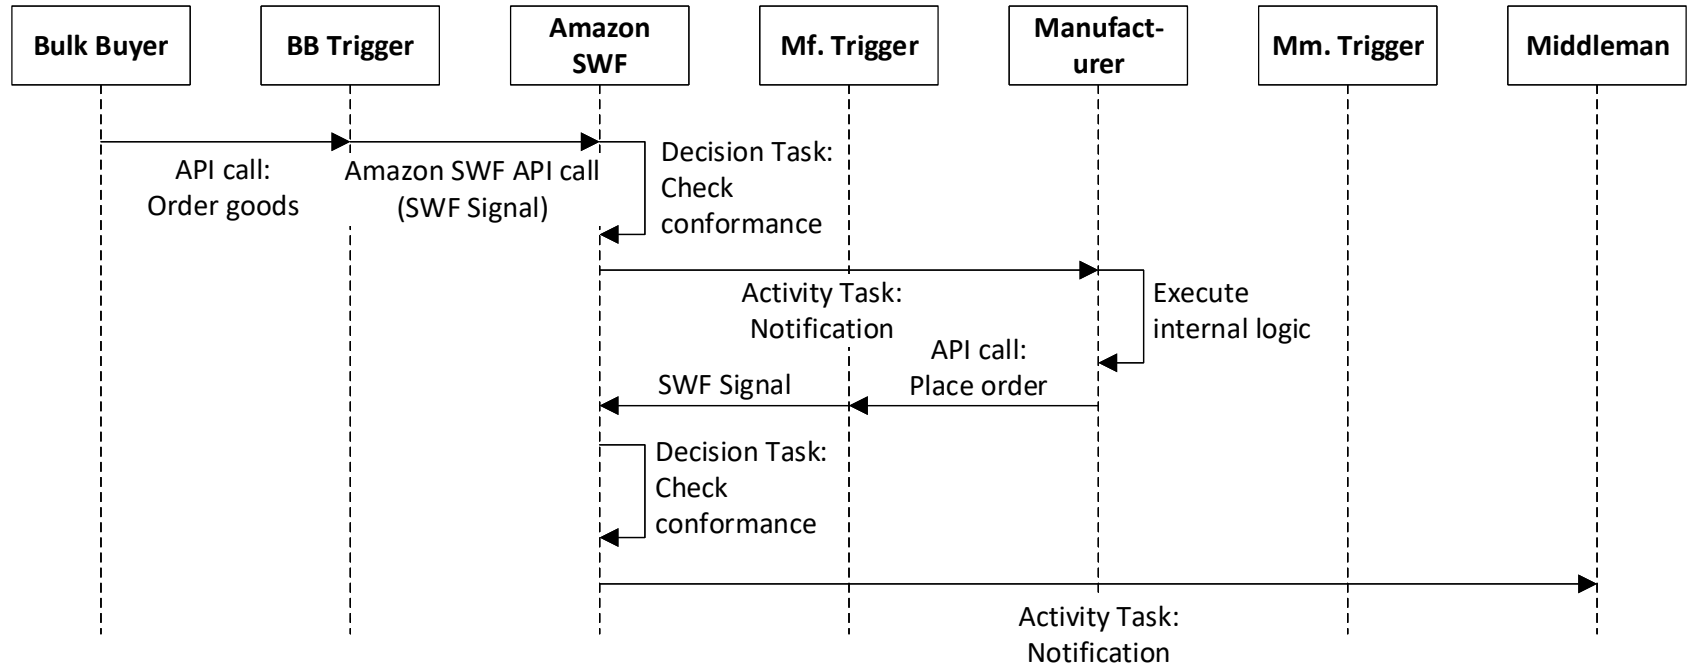 Bulk Buyer
BB Trigger
Amazon
SWF
Mf. Trigger
Manufact-
urer
Mm. Trigger
Middleman
API call:
Order goods
Amazon SWF API call
(SWF Signal)
Decision Task:
Check
conformance
Activity Task:
Notification
Execute
internal logic
API call:
Place order
SWF Signal
Decision Task:
Check
conformance
Activity Task:
Notification